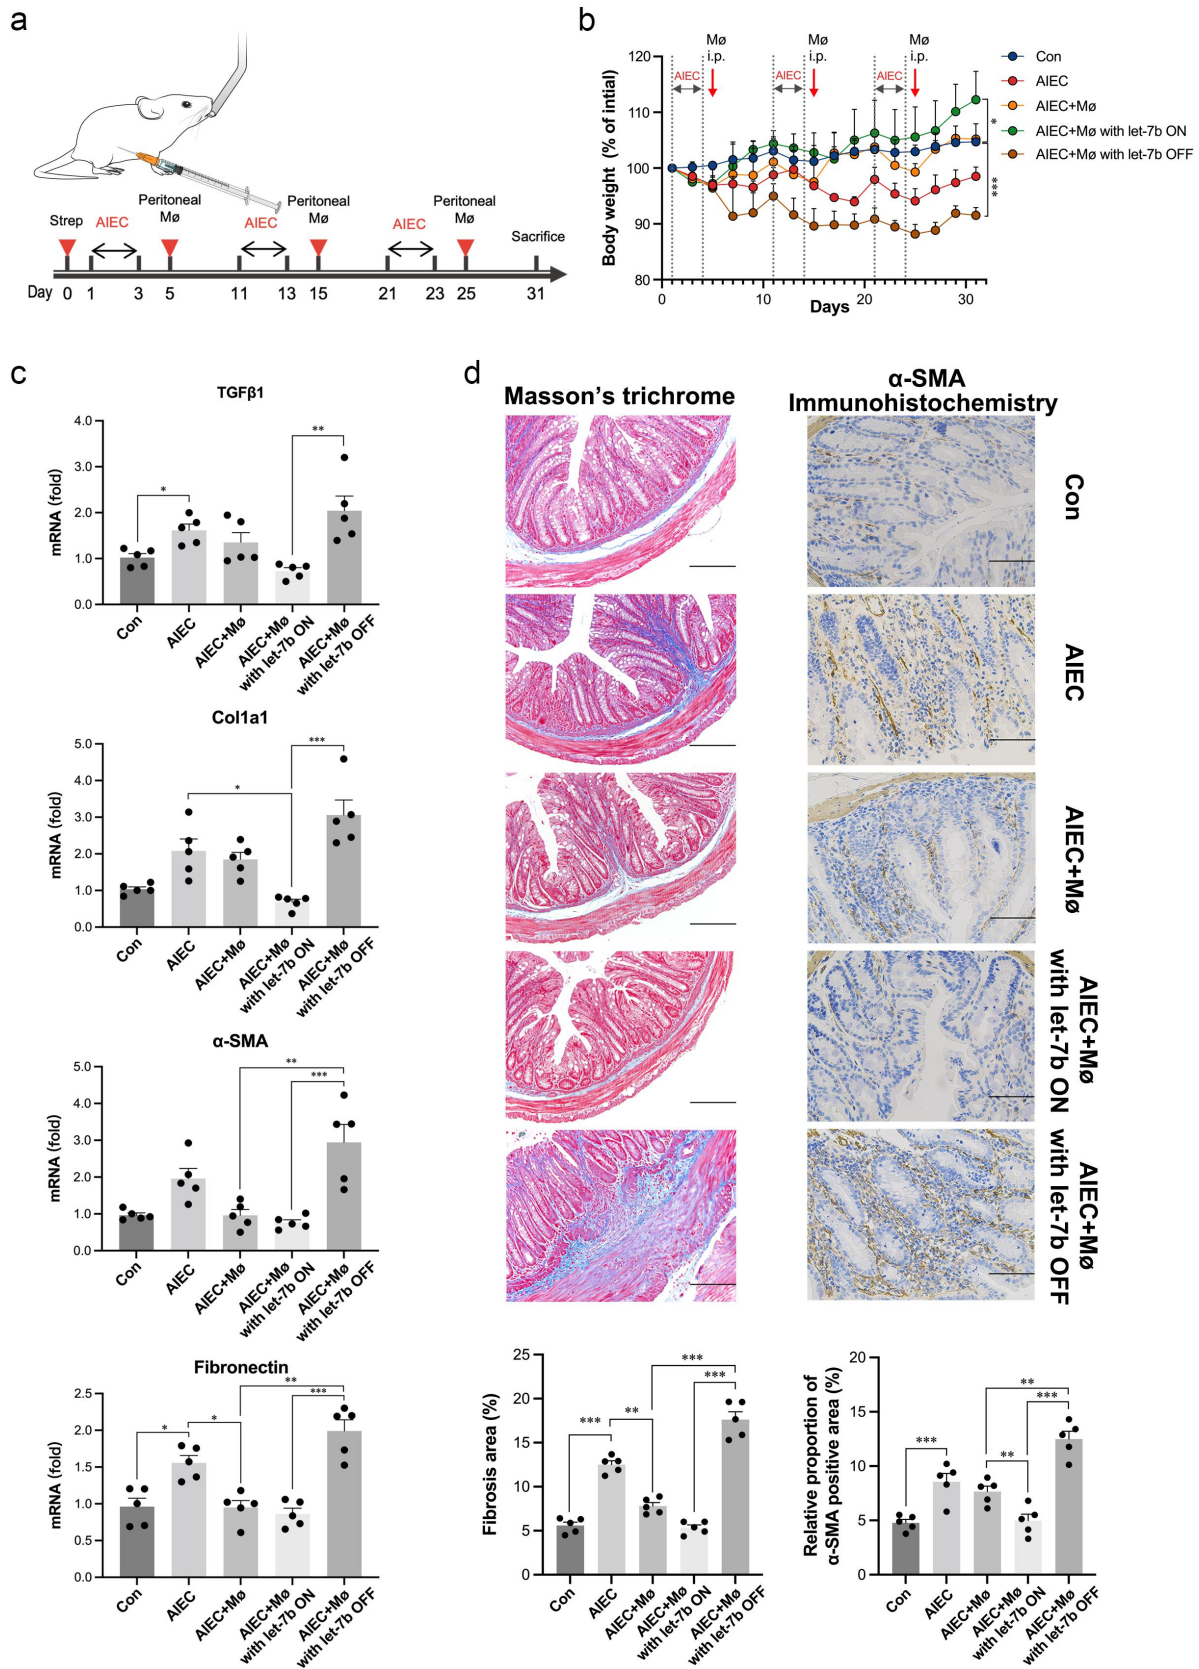 a
Strep
AIEC
Peritoneal
Mø
AIEC
Peritoneal
Mø
AIEC
Peritoneal
Mø
Sacrifice
Day 0 1 3 5 11 13 15 21 23 25 31
b
Mø
i.p.
Mø
i.p.
Mø
i.p.
AIEC
AIEC
AIEC
Body weight (% of intial)
120
110
100
90
80
0 10 20 30
Days
Con
AIEC
AIEC+Mø
AIEC+Mø with let-7b ON
AIEC+Mø with let-7b OFF
*
***
c
TGFβ1
mRNA (fold)
4.0
3.0
2.0
1.0
0.0
*
**
Con
AIEC
AIEC+Mø
AIEC+Mø
with let-7b ON
AIEC+Mø
with let-7b OFF
Col1a1
mRNA (fold)
5.0
4.0
3.0
2.0
1.0
0.0
*
***
Con
AIEC
AIEC+Mø
AIEC+Mø
with let-7b ON
AIEC+Mø
with let-7b OFF
α-SMA
mRNA (fold)
5.0
4.0
3.0
2.0
1.0
0.0
**
***
Con
AIEC
AIEC+Mø
AIEC+Mø
with let-7b ON
AIEC+Mø
with let-7b OFF
Fibronectin
mRNA (fold)
2.5
2.0
1.5
1.0
0.5
0.0
*
*
**
***
Con
AIEC
AIEC+Mø
AIEC+Mø
with let-7b ON
AIEC+Mø
with let-7b OFF
d
Masson's trichrome
α-SMA
Immunohistochemistry
Con
AIEC
AIEC+Mø
AIEC+Mø
with let-7b ON
AIEC+Mø
with let-7b OFF
Fibrosis area (%)
25
20
15
10
5
0
***
**
***
***
Con
AIEC
AIEC+Mø
AIEC+Mø
with let-7b ON
AIEC+Mø
with let-7b OFF
Relative proportion of
α-SMA positive area (%)
20
15
10
5
0
***
**
**
***
Con
AIEC
AIEC+Mø
AIEC+Mø
with let-7b ON
AIEC+Mø
with let-7b OFF